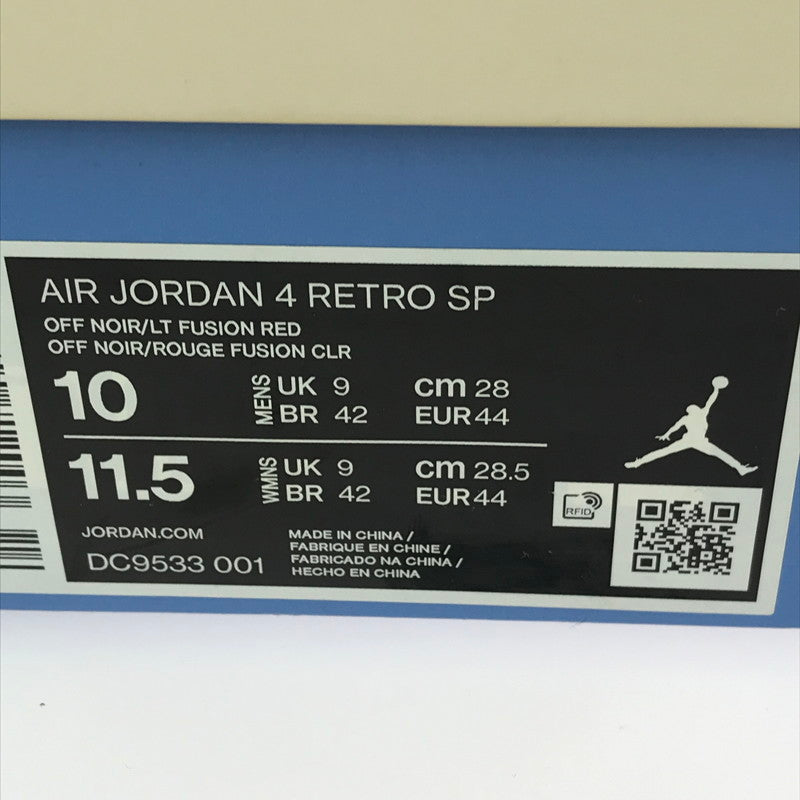 AIR JORDAN 4 RETRO SP
OFF NOIR/LT FUSION RED
OFF NOIR/ROUGE FUSION CLR
10 MENS UK 9 cm 28
BR 42 EUR 44
11.5 WMNS UK 9 cm 28.5
BR 42 EUR 44
RFID
JORDAN.COM
DC9533 001
MADE IN CHINA /
FABRIQUE EN CHINE /
FABRICADO NA CHINA /
HECHO EN CHINA